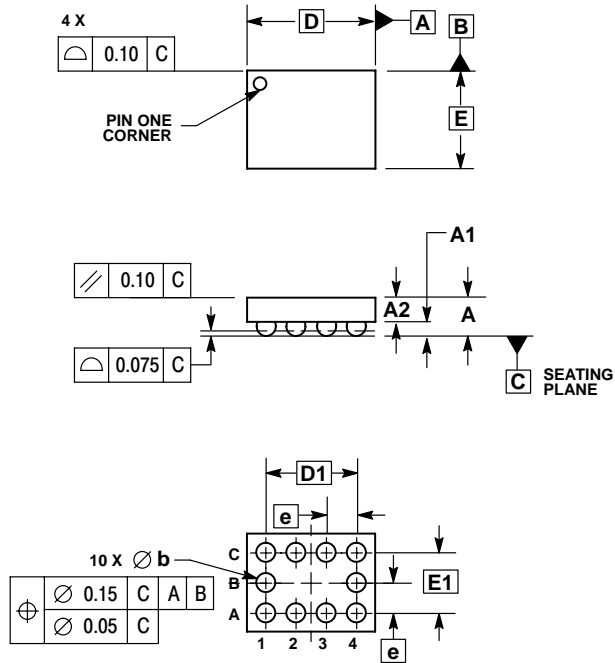 4 X
D
A
B
⌓ 0.10 C
PIN ONE
CORNER
E
A1
⫽ 0.10 C
A2
A
⌓ 0.075 C
C
SEATING
PLANE
D1
e
10 X ∅ b
C
B
A
E1
⌖ ∅ 0.15 C A B
∅ 0.05 C
1 2 3 4
e